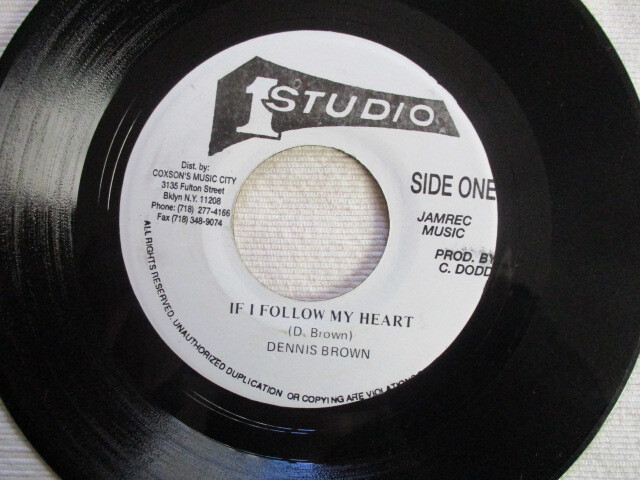 1 STUDIO
Dist. by:
COXSON'S MUSIC CITY
3135 Fulton Street
Bklyn N.Y. 11208
Phone: (718) 277-4166
Fax (718) 348-9074
SIDE ONE
JAMREC
MUSIC
PROD. BY
C. DODD
IF I FOLLOW MY HEART
(D. Brown)
DENNIS BROWN
ALL RIGHTS RESERVED. UNAUTHORIZED DUPLICATION OR COPYING ARE VIOLATIONS